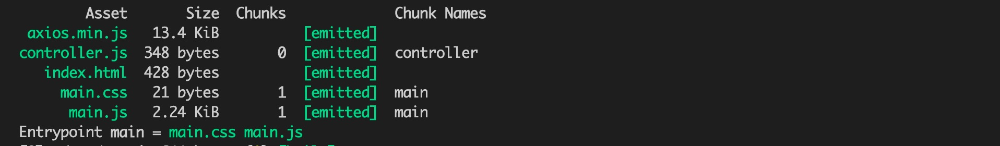 Asset Size Chunks Chunk Names
axios.min.js 13.4 KiB [emitted]
controller.js 348 bytes 0 [emitted] controller
index.html 428 bytes [emitted]
main.css 21 bytes 1 [emitted] main
main.js 2.24 KiB 1 [emitted] main
Entrypoint main = main.css main.js